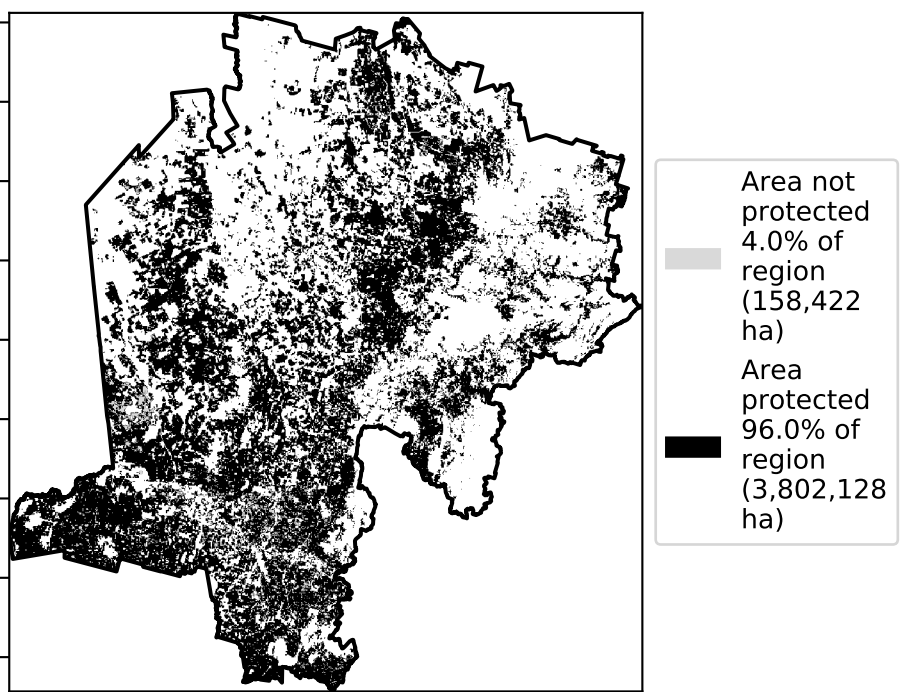 Area not
protected
4.0% of
region
(158,422
ha)
Area
protected
96.0% of
region
(3,802,128
ha)